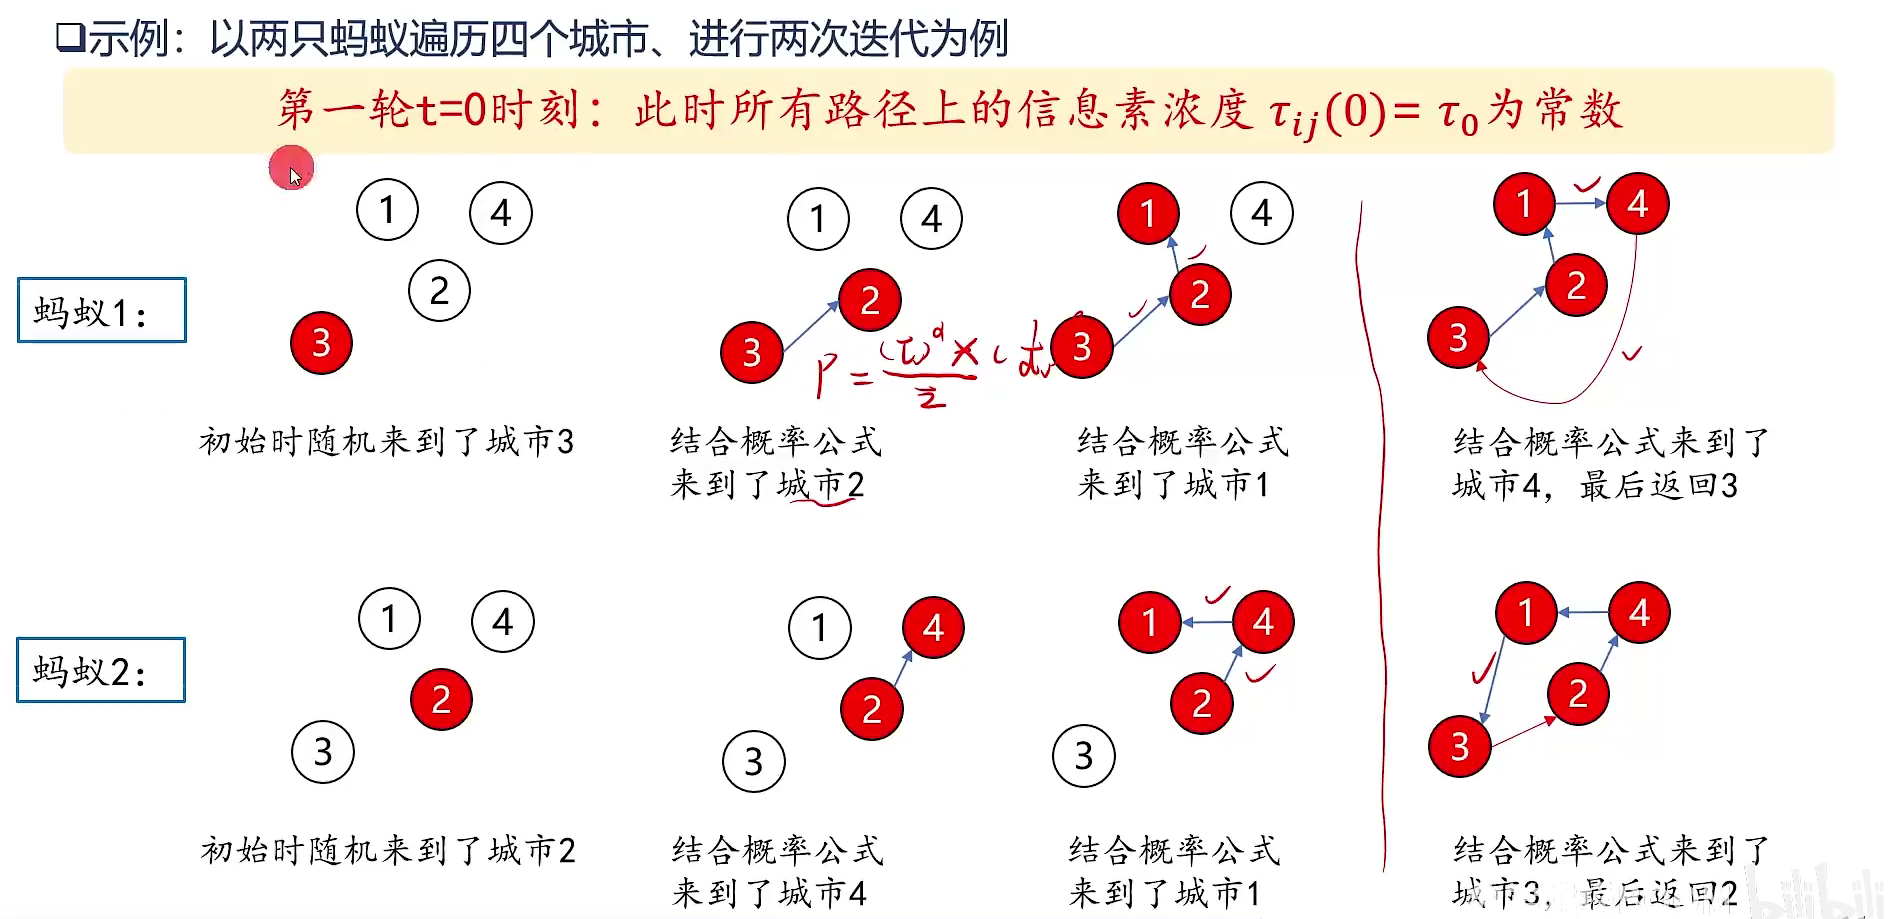 ❑示例：以两只蚂蚁遍历四个城市、进行两次迭代为例
第一轮t=0时刻：此时所有路径上的信息素浓度 τij(0)= τ0为常数
蚂蚁1：
1
4
2
3
初始时随机来到了城市3
1
4
2
3
结合概率公式
来到了城市2
1
4
2
3
结合概率公式
来到了城市1
1
4
2
3
结合概率公式来到了
城市4，最后返回3
蚂蚁2：
1
4
2
3
初始时随机来到了城市2
1
4
2
3
结合概率公式
来到了城市4
1
4
2
3
结合概率公式
来到了城市1
1
4
2
3
结合概率公式来到了
城市3，最后返回2
bilibili